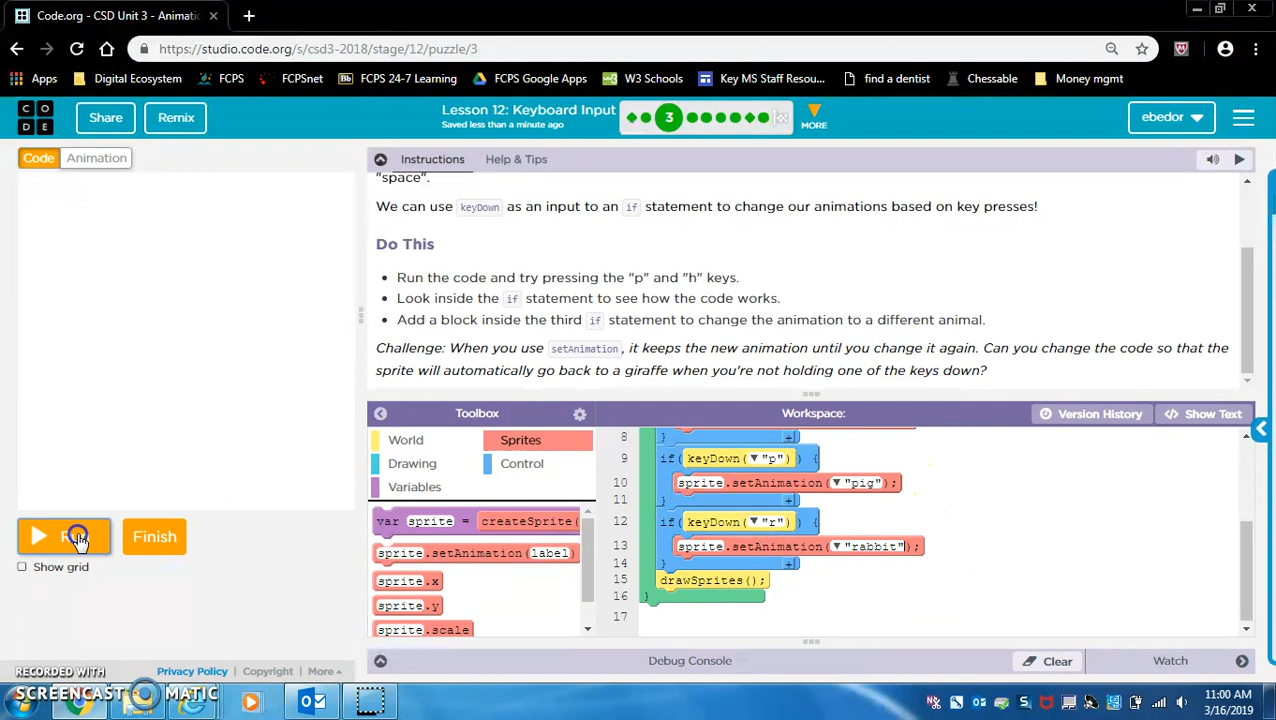 Code.org - CSD Unit 3 - Animatio
https://studio.code.org/s/csd3-2018/stage/12/puzzle/3
Apps Digital Ecosystem FCPS FCPSnet Bb FCPS 24-7 Learning FCPS Google Apps W3 Schools Key MS Staff Resou... find a dentist Chessable Money mgmt
C O D E
Share
Remix
Lesson 12: Keyboard Input
Saved less than a minute ago
3
MORE
ebedor
Code Animation
Instructions Help & Tips
"space".
We can use keyDown as an input to an if statement to change our animations based on key presses!
Do This
Run the code and try pressing the "p" and "h" keys.
Look inside the if statement to see how the code works.
Add a block inside the third if statement to change the animation to a different animal.
Challenge: When you use setAnimation, it keeps the new animation until you change it again. Can you change the code so that the
sprite will automatically go back to a giraffe when you're not holding one of the keys down?
Toolbox
Workspace:
Version History
Show Text
World
Sprites
Drawing
Control
Variables
var sprite = createSprite(
sprite.setAnimation(label)
sprite.x
sprite.y
sprite.scale
8 }
9 if(keyDown("p")) {
10 sprite.setAnimation("pig");
11 }
12 if(keyDown("r")) {
13 sprite.setAnimation("rabbit");
14 }
15 drawSprites();
16 }
17
Finish
Show grid
Debug Console
Clear
Watch
Privacy Policy | Copyright | More
RECORDED WITH
SCREENCAST MATIC
11:00 AM
3/16/2019